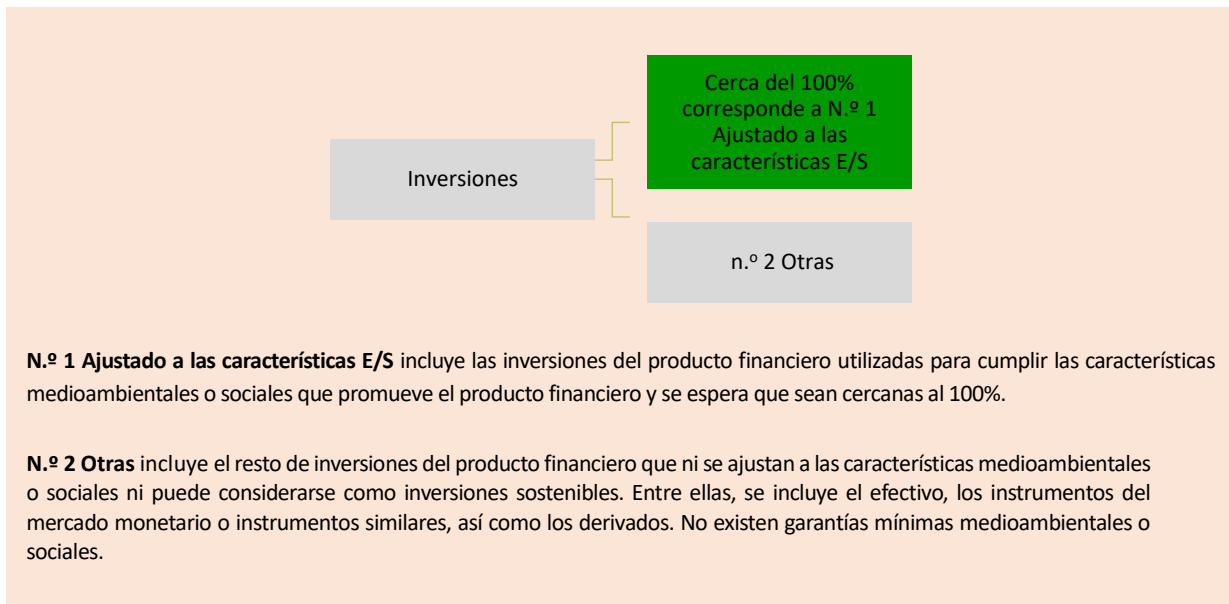 Cerca del 100%
corresponde a N.º 1
Ajustado a las
características E/S
Inversiones
n.º 2 Otras
N.º 1 Ajustado a las características E/S incluye las inversiones del producto financiero utilizadas para cumplir las características
medioambientales o sociales que promueve el producto financiero y se espera que sean cercanas al 100%.
N.º 2 Otras incluye el resto de inversiones del producto financiero que ni se ajustan a las características medioambientales
o sociales ni puede considerarse como inversiones sostenibles. Entre ellas, se incluye el efectivo, los instrumentos del
mercado monetario o instrumentos similares, así como los derivados. No existen garantías mínimas medioambientales o
sociales.